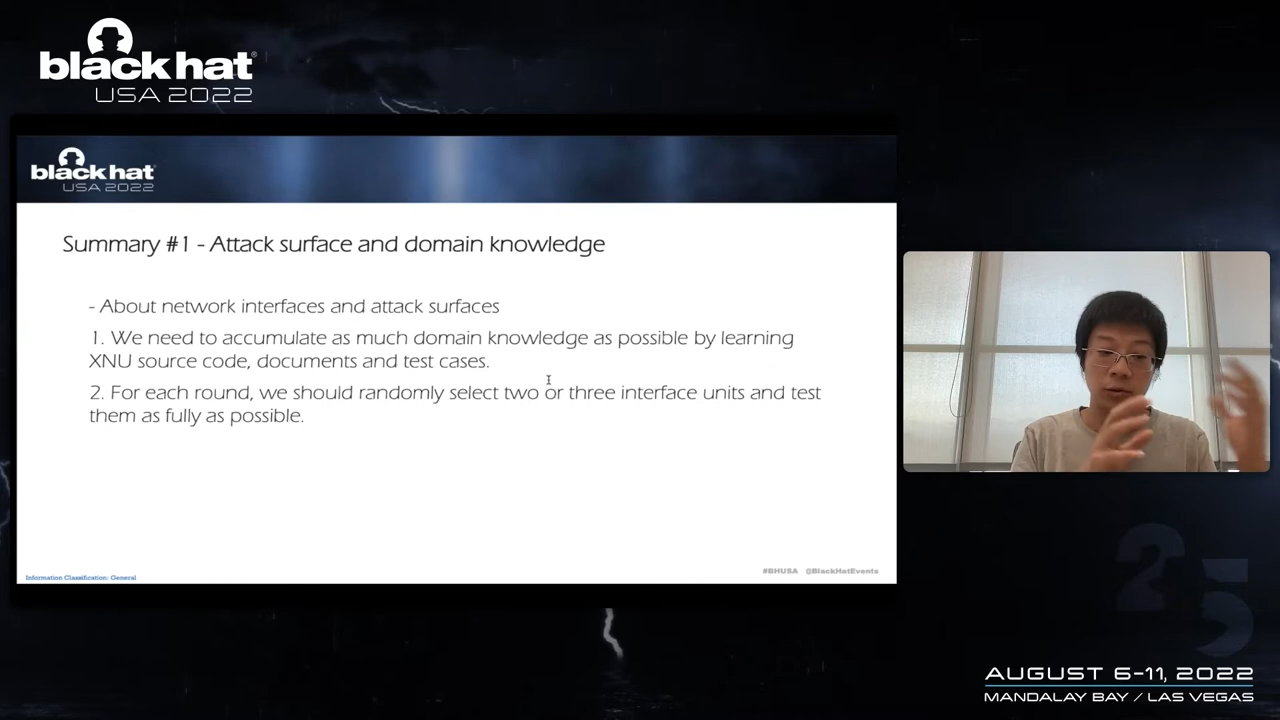 black hat®
USA 2022
black hat
USA 2022
Summary #1 - Attack surface and domain knowledge
- About network interfaces and attack surfaces
1. We need to accumulate as much domain knowledge as possible by learning
XNU source code, documents and test cases.
2. For each round, we should randomly select two or three interface units and test
them as fully as possible.
Information Classification: General
#BHUSA @BlackHatEvents
25
AUGUST 6-11, 2022
MANDALAY BAY / LAS VEGAS